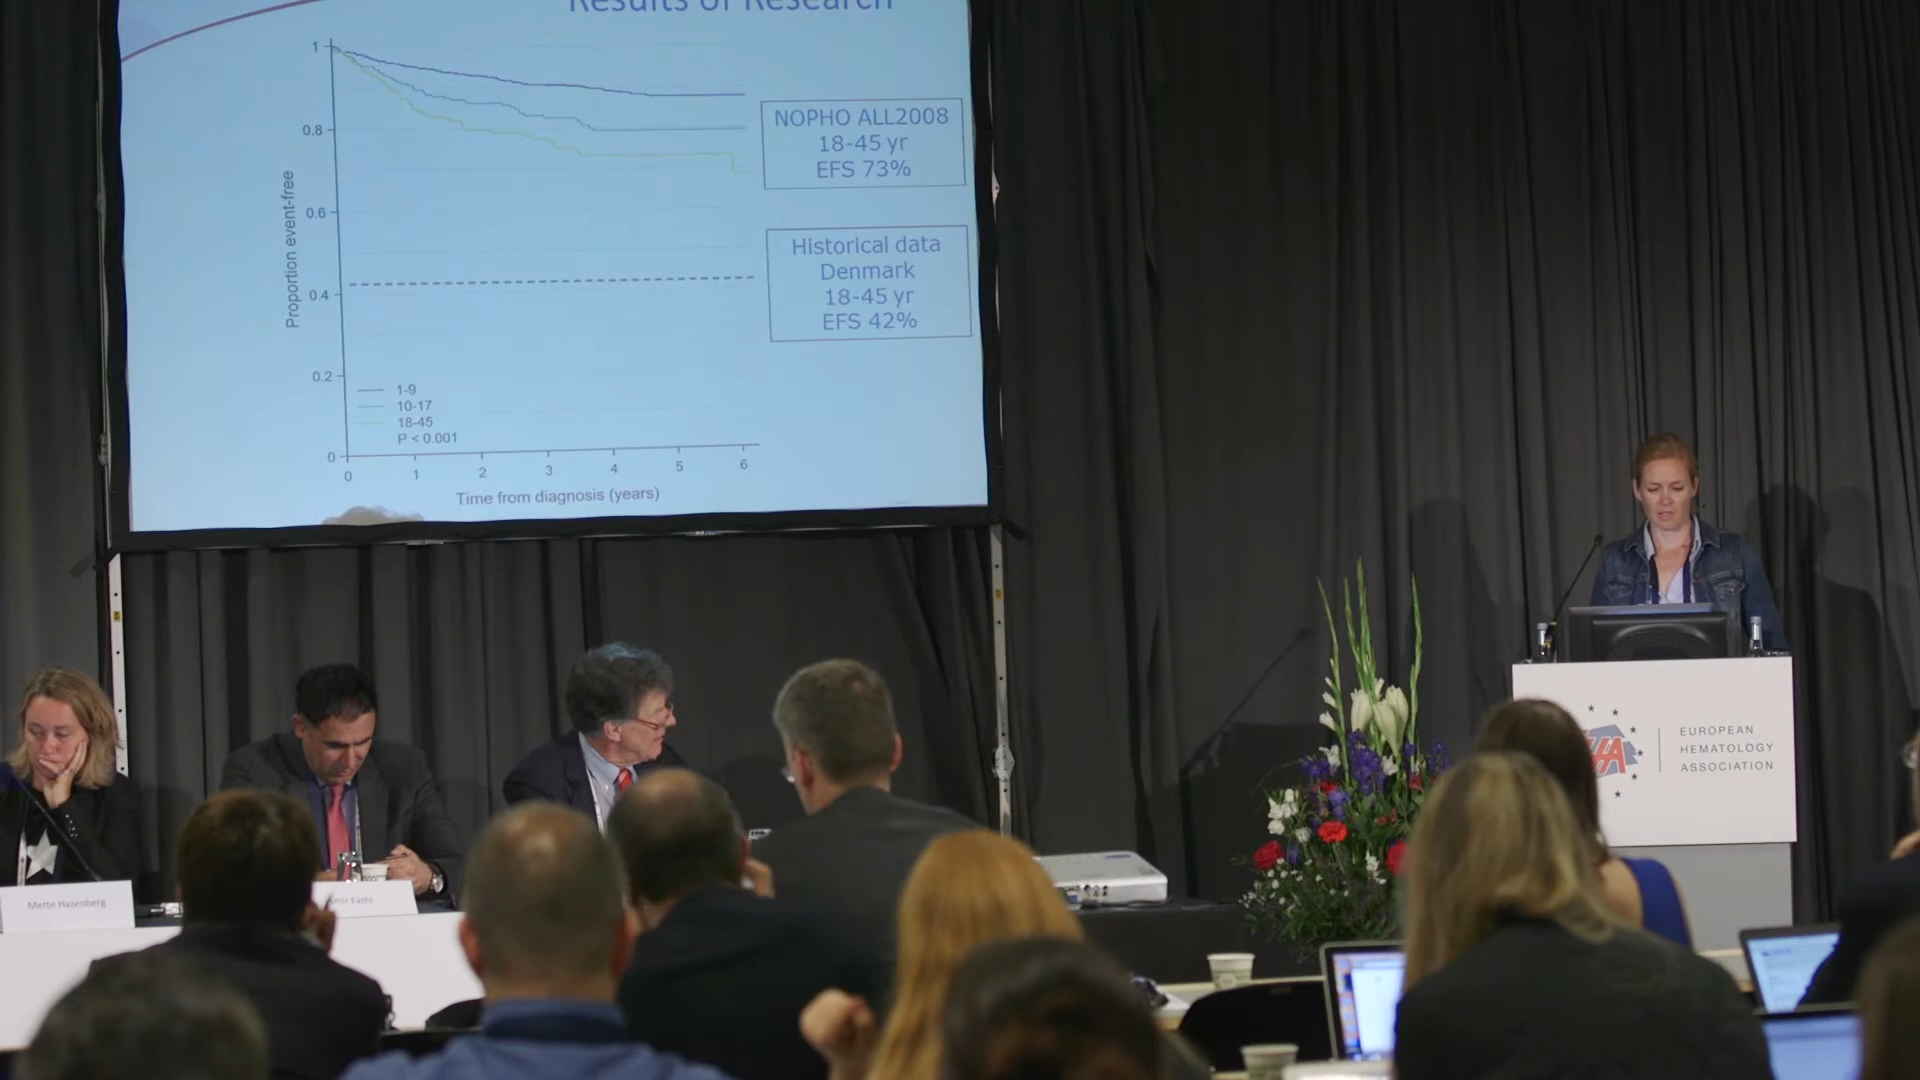 Results of Research
1
0.8
0.6
0.4
0.2
0
Proportion event-free
1-9
10-17
18-45
P < 0.001
0 1 2 3 4 5 6
Time from diagnosis (years)
NOPHO ALL2008
18-45 yr
EFS 73%
Historical data
Denmark
18-45 yr
EFS 42%
EUROPEAN
HEMATOLOGY
ASSOCIATION
Mette Hazenberg
Fathi